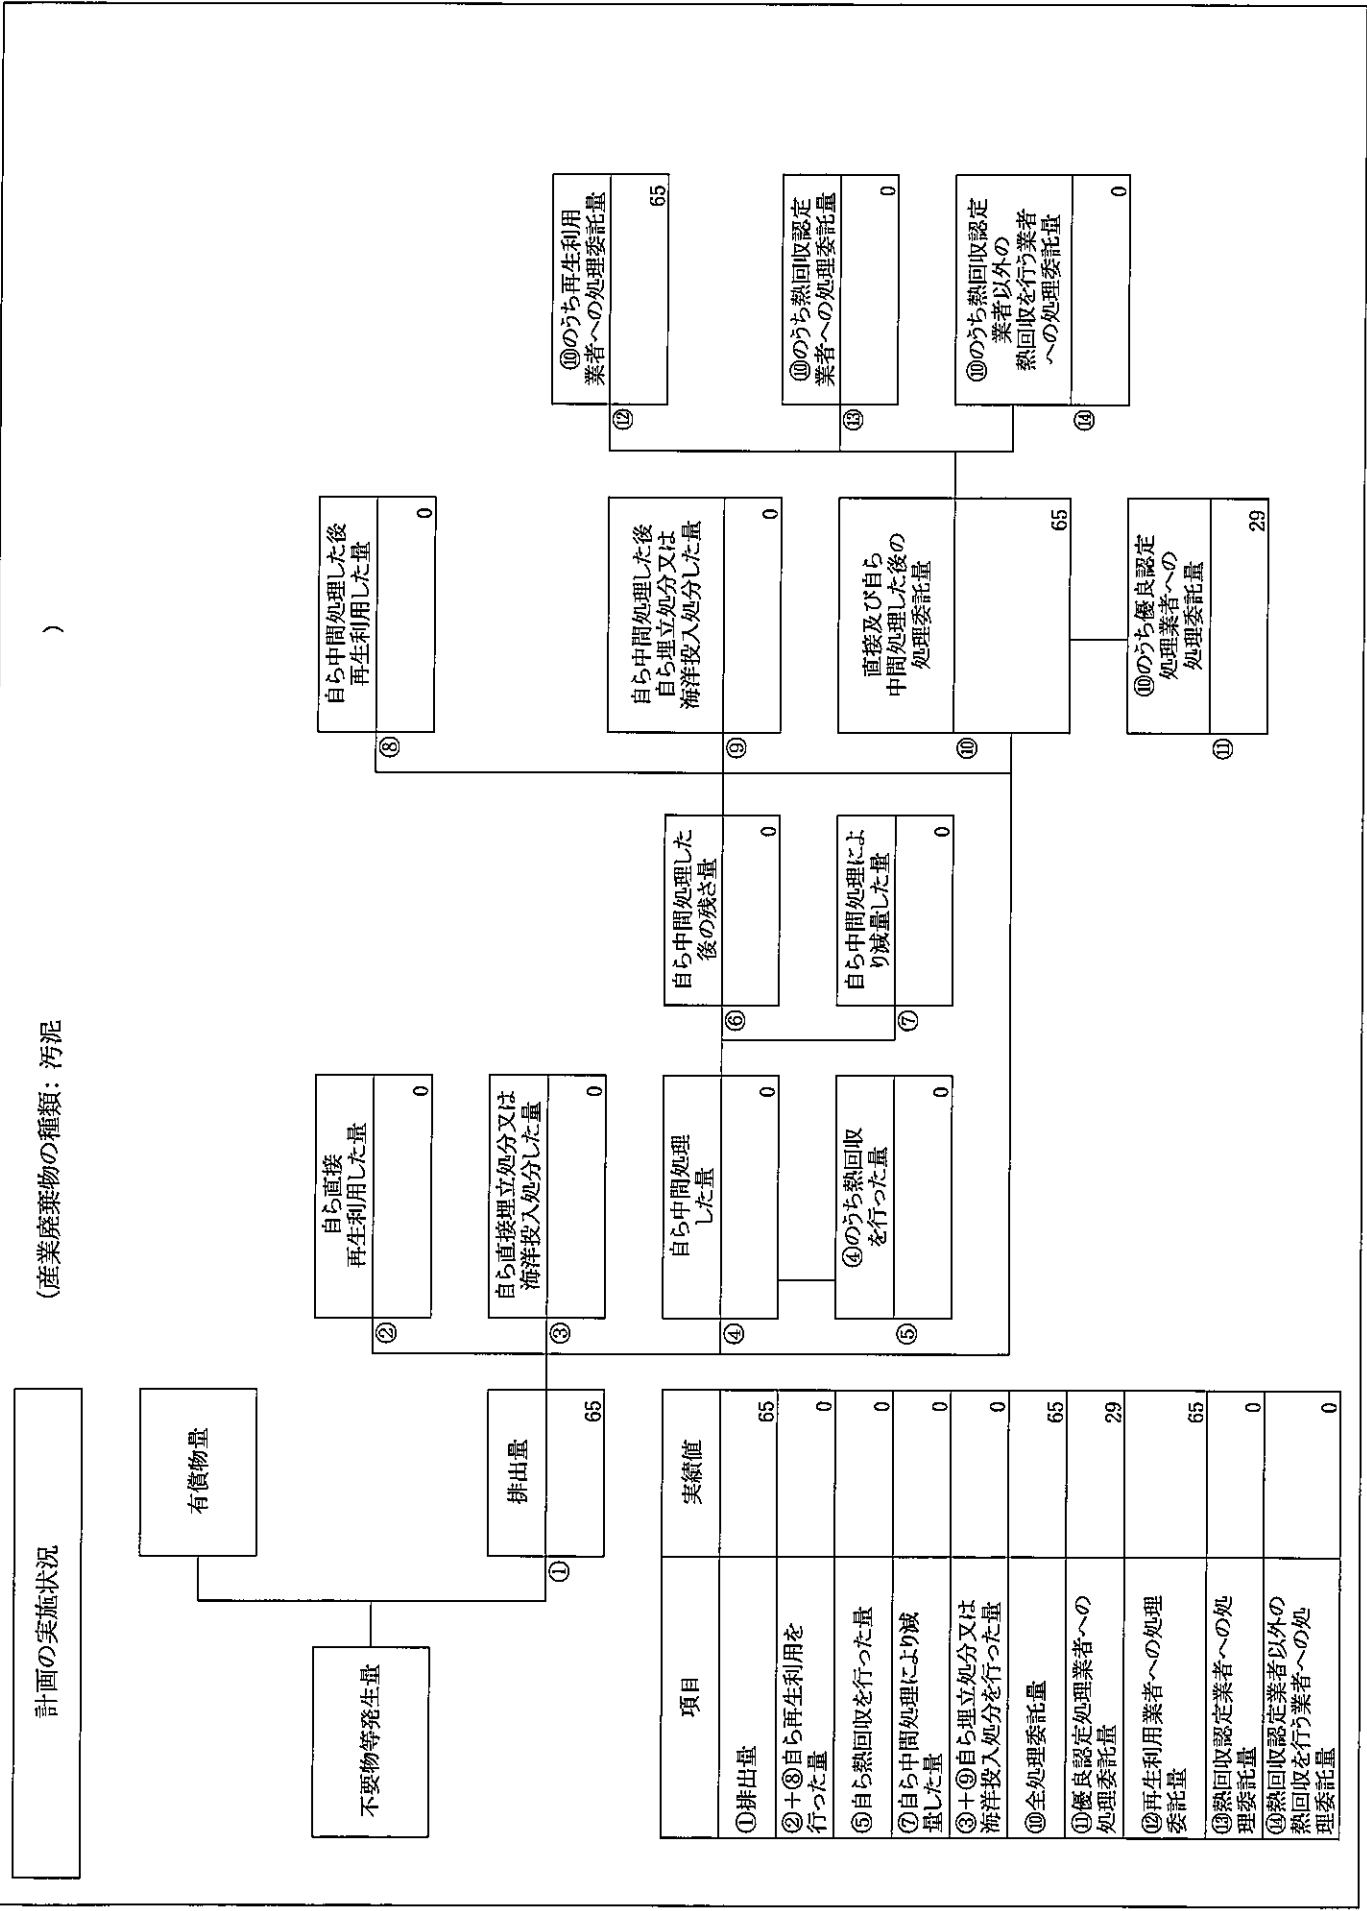 計画の実施状況
(産業廃棄物の種類: 汚泥
)
不要物等発生量
有償物量
①
排出量
65
②
自ら直接
再生利用した量
0
③
自ら直接埋立処分又は
海洋投入処分した量
0
④
自ら中間処理
した量
0
⑤
④のうち熱回収
を行った量
0
⑥
自ら中間処理した
後の残さ量
0
⑦
自ら中間処理によ
り減量した量
0
⑧
自ら中間処理した後
再生利用した量
0
⑨
自ら中間処理した後
自ら埋立処分又は
海洋投入処分した量
0
⑩
直接及び自ら
中間処理した後の
処理委託量
65
⑪
⑩のうち優良認定
処理業者への
処理委託量
29
⑫
⑩のうち再生利用
業者への処理委託量
65
⑬
⑩のうち熱回収認定
業者への処理委託量
0
⑭
⑩のうち熱回収認定
業者以外の
熱回収を行う業者
への処理委託量
0
項目
実績値
①排出量
65
②+⑧自ら再生利用を
行った量
0
⑤自ら熱回収を行った量
0
⑦自ら中間処理により減
量した量
0
③+⑨自ら埋立処分又は
海洋投入処分を行った量
0
⑩全処理委託量
65
⑪優良認定処理業者への
処理委託量
29
⑫再生利用業者への処理
委託量
65
⑬熱回収認定業者への処
理委託量
0
⑭熱回収認定業者以外の
熱回収を行う業者への処
理委託量
0